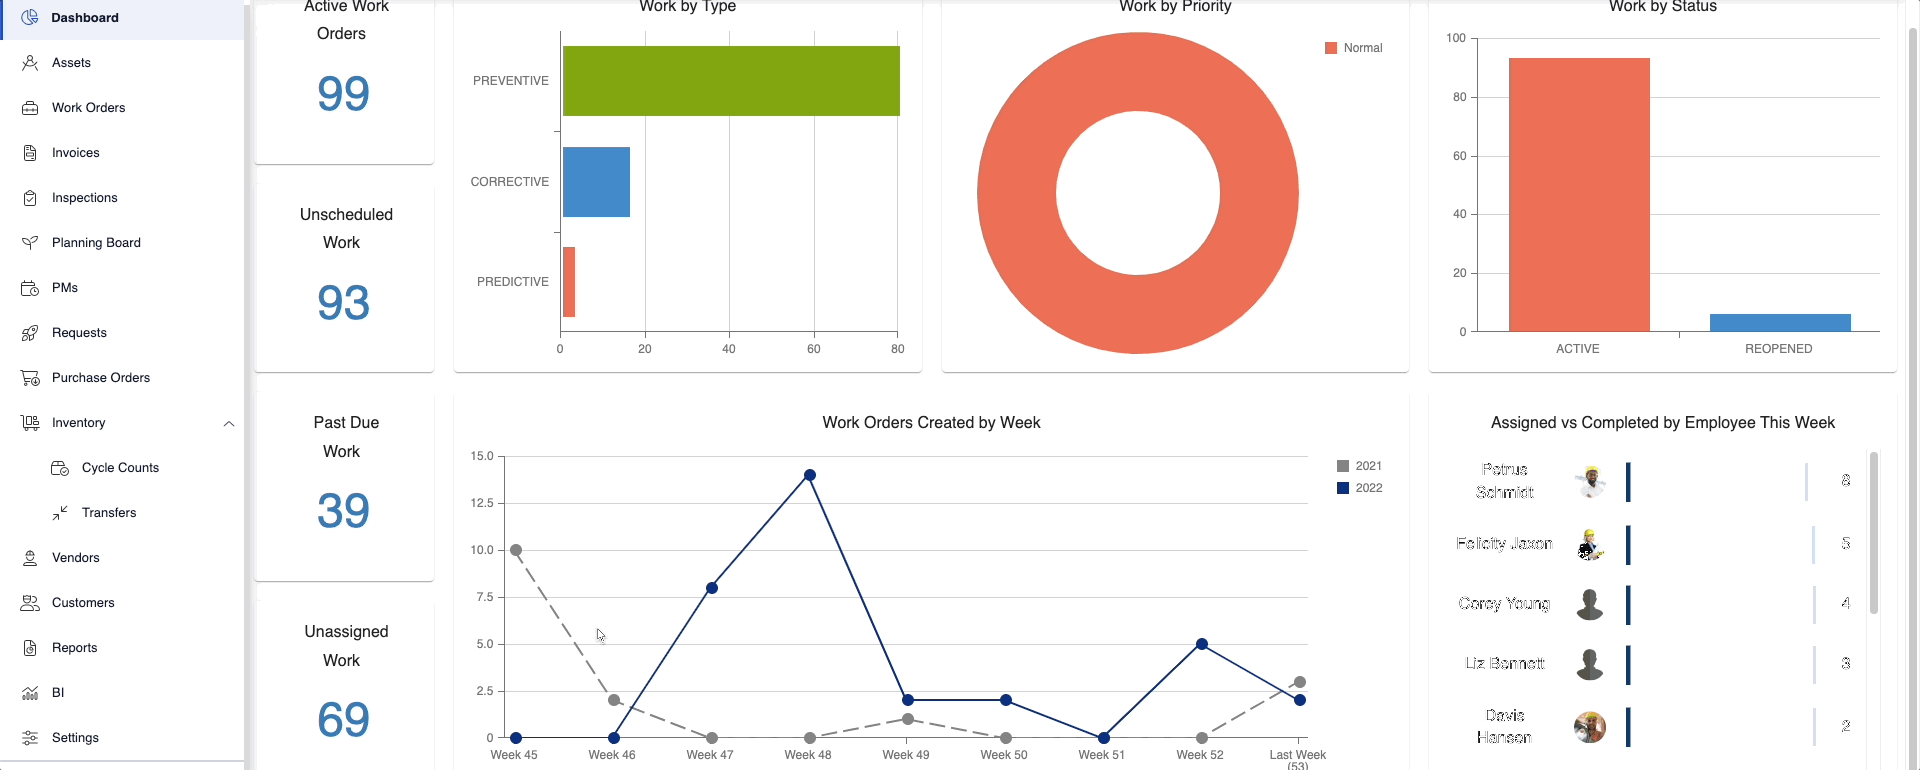 Dashboard
Assets
Work Orders
Invoices
Inspections
Planning Board
PMs
Requests
Purchase Orders
Inventory
Cycle Counts
Transfers
Vendors
Customers
Reports
BI
Settings
Active Work
Orders
99
Unscheduled
Work
93
Past Due
Work
39
Unassigned
Work
69
Work by Type
PREVENTIVE
CORRECTIVE
PREDICTIVE
0 20 40 60 80
Work by Priority
Normal
Work by Status
100
80
60
40
20
0
ACTIVE REOPENED
Work Orders Created by Week
15.0
12.5
10.0
7.5
5.0
2.5
0
Week 45 Week 46 Week 47 Week 48 Week 49 Week 50 Week 51 Week 52 Last Week
(53)
2021
2022
Assigned vs Completed by Employee This Week
Petrus
Schmidt
8
Felicity Jaxon
5
Corey Young
4
Liz Bennett
3
Davis
Hanson
2